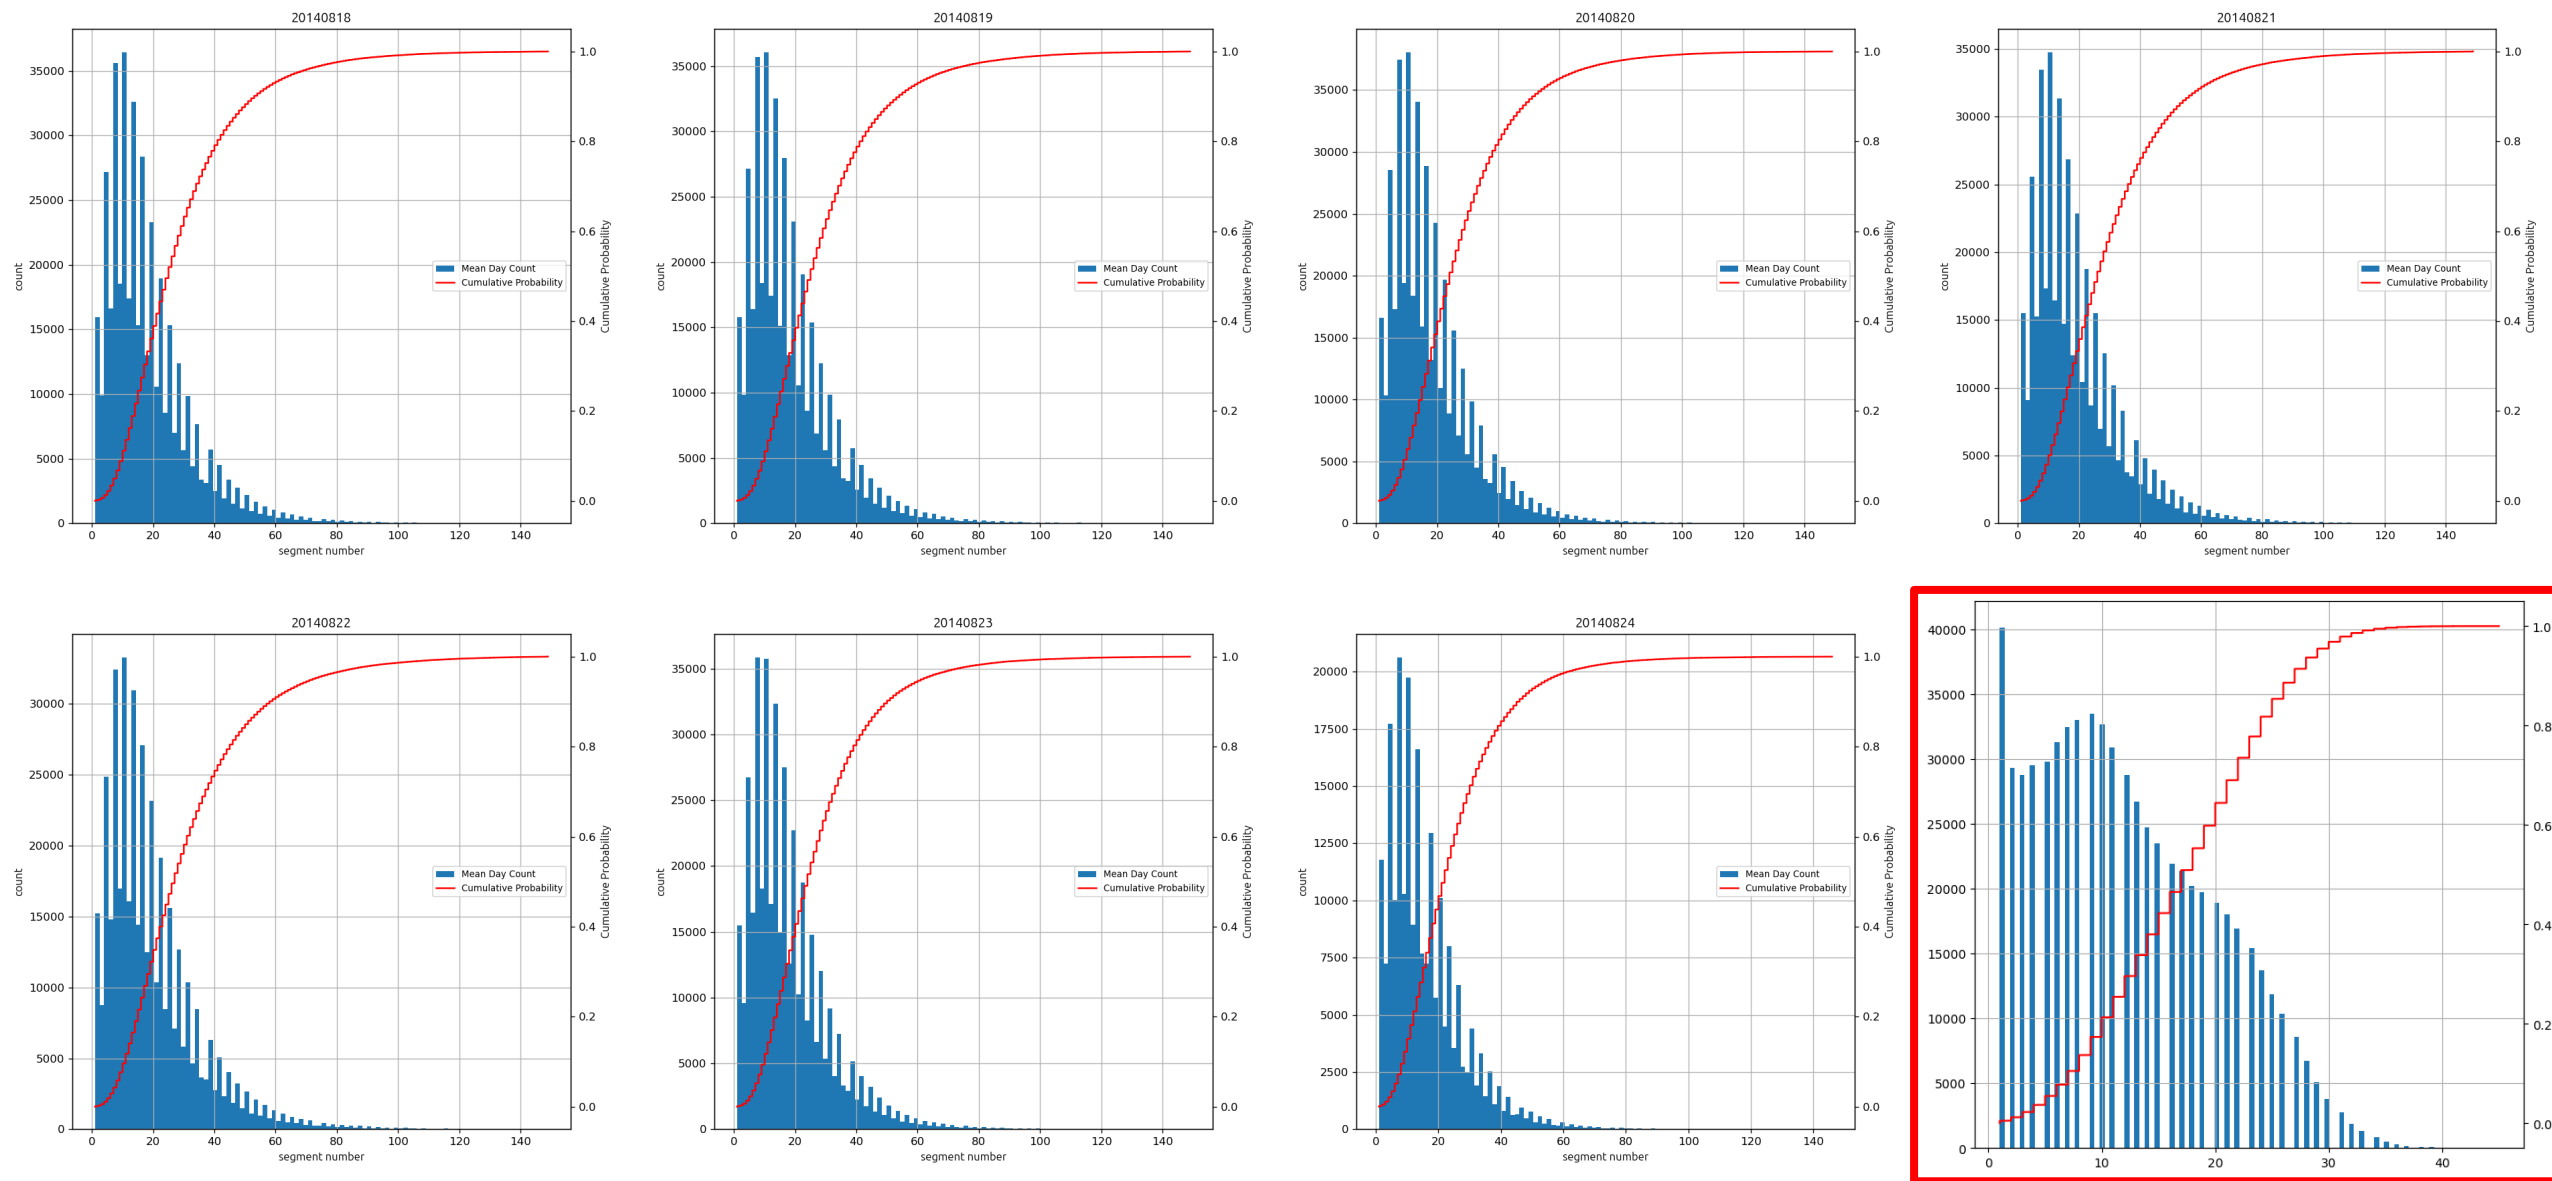 20140818
35000
30000
25000
20000
15000
10000
5000
0
count
1.0
0.8
0.6
0.4
0.2
0.0
Cumulative Probability
Mean Day Count
Cumulative Probability
0 20 40 60 80 100 120 140
segment number
20140819
35000
30000
25000
20000
15000
10000
5000
0
count
1.0
0.8
0.6
0.4
0.2
0.0
Cumulative Probability
Mean Day Count
Cumulative Probability
0 20 40 60 80 100 120 140
segment number
20140820
35000
30000
25000
20000
15000
10000
5000
0
count
1.0
0.8
0.6
0.4
0.2
0.0
Cumulative Probability
Mean Day Count
Cumulative Probability
0 20 40 60 80 100 120 140
segment number
20140821
35000
30000
25000
20000
15000
10000
5000
0
count
1.0
0.8
0.6
0.4
0.2
0.0
Cumulative Probability
Mean Day Count
Cumulative Probability
0 20 40 60 80 100 120 140
segment number
20140822
30000
25000
20000
15000
10000
5000
0
count
1.0
0.8
0.6
0.4
0.2
0.0
Cumulative Probability
Mean Day Count
Cumulative Probability
0 20 40 60 80 100 120 140
segment number
20140823
35000
30000
25000
20000
15000
10000
5000
0
count
1.0
0.8
0.6
0.4
0.2
0.0
Cumulative Probability
Mean Day Count
Cumulative Probability
0 20 40 60 80 100 120 140
segment number
20140824
20000
17500
15000
12500
10000
7500
5000
2500
0
count
1.0
0.8
0.6
0.4
0.2
0.0
Cumulative Probability
Mean Day Count
Cumulative Probability
0 20 40 60 80 100 120 140
segment number
40000
35000
30000
25000
20000
15000
10000
5000
0
1.0
0.8
0.6
0.4
0.2
0.0
0 10 20 30 40